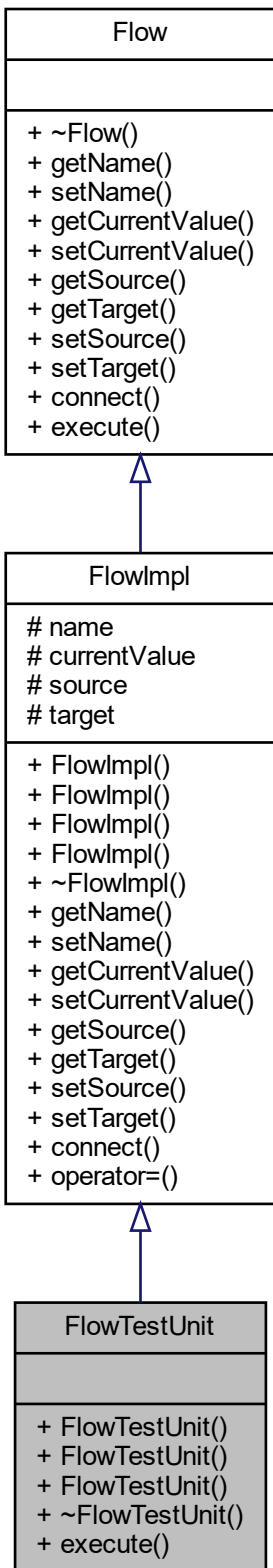 Flow
+ ~Flow()
+ getName()
+ setName()
+ getCurrentValue()
+ setCurrentValue()
+ getSource()
+ getTarget()
+ setSource()
+ setTarget()
+ connect()
+ execute()
FlowImpl
# name
# currentValue
# source
# target
+ FlowImpl()
+ FlowImpl()
+ FlowImpl()
+ FlowImpl()
+ ~FlowImpl()
+ getName()
+ setName()
+ getCurrentValue()
+ setCurrentValue()
+ getSource()
+ getTarget()
+ setSource()
+ setTarget()
+ connect()
+ operator=()
FlowTestUnit
+ FlowTestUnit()
+ FlowTestUnit()
+ FlowTestUnit()
+ ~FlowTestUnit()
+ execute()